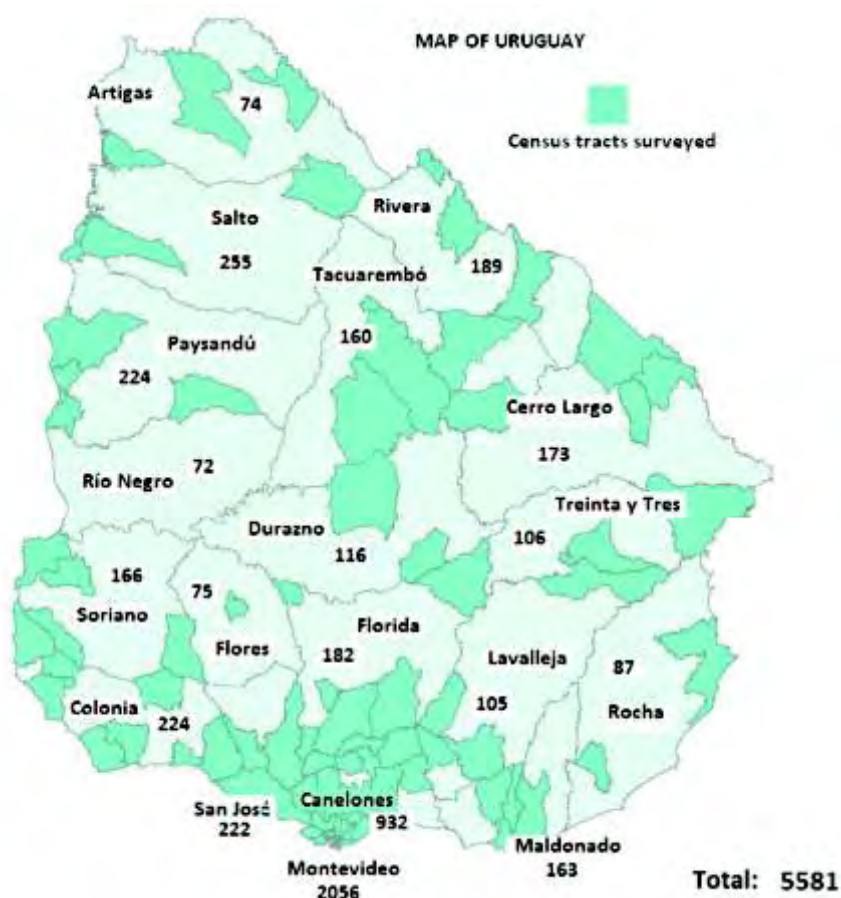 MAP OF URUGUAY
Census tracts surveyed
Artigas
74
Salto
255
Rivera
189
Tacuarembó
160
Paysandú
224
Cerro Largo
173
Río Negro
72
Treinta y Tres
106
Durazno
116
Soriano
166
Flores
75
Florida
182
Lavalleja
105
Rocha
87
Colonia
224
San José
222
Canelones
932
Montevideo
2056
Maldonado
163
Total: 5581